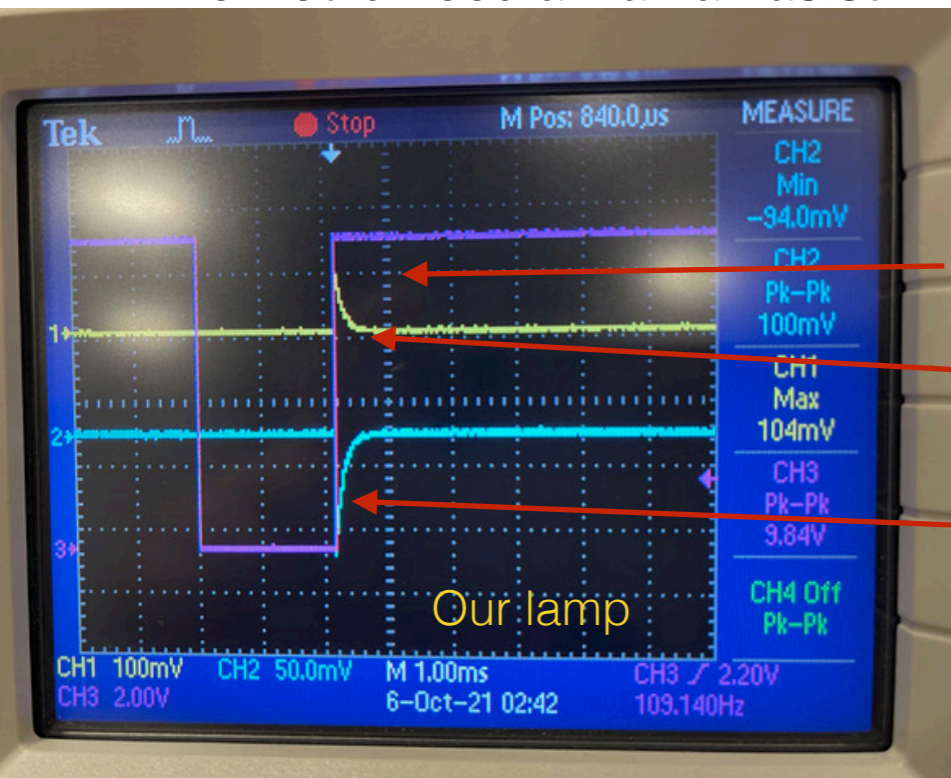 Tek Stop M Pos: 840.0µs MEASURE
CH2
Min
-94.0mV
CH2
Pk-Pk
100mV
CH1
Max
104mV
CH3
Pk-Pk
9.84V
CH4 Off
Pk-Pk
1
2
3
Our lamp
CH1 100mV CH2 50.0mV M 1.00ms CH3 2.20V
CH3 2.00V 6-Oct-21 02:42 109.140Hz